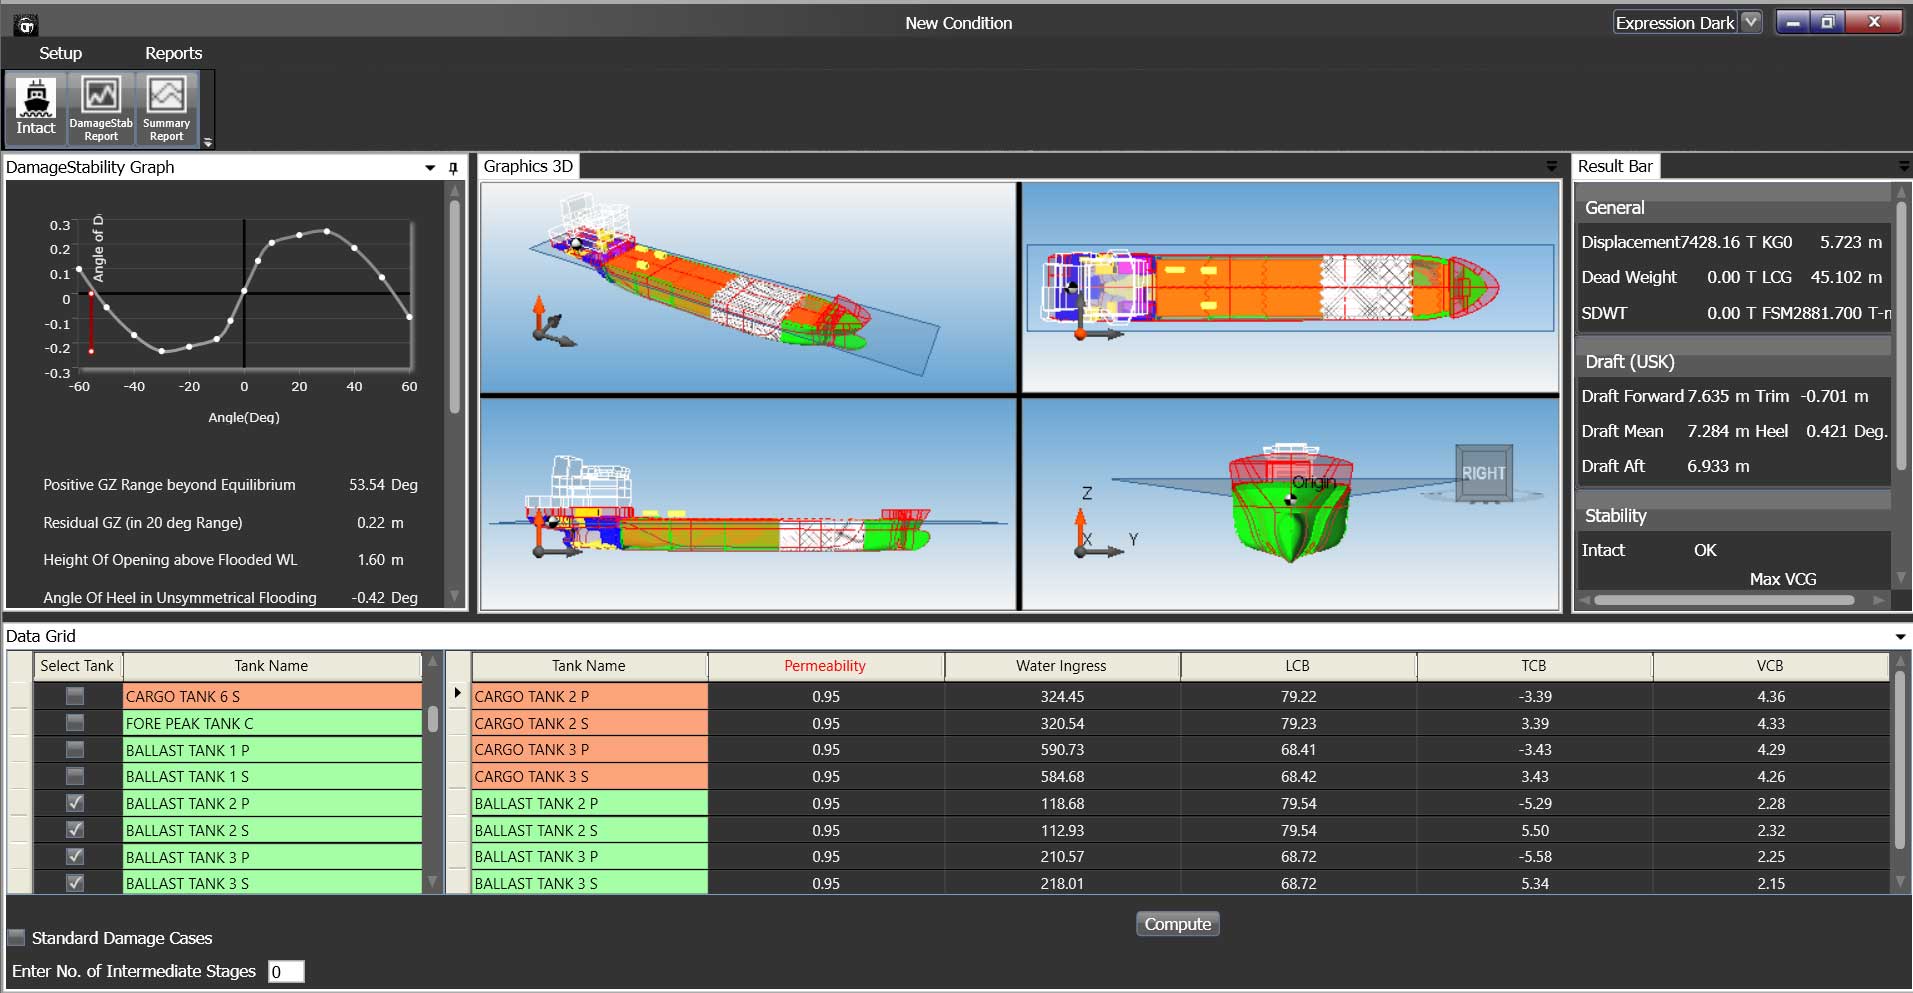 New Condition
Expression Dark
Setup Reports
Intact
DamageStab Report
Summary Report
DamageStability Graph
0.3
0.2
0.1
0
-0.1
-0.2
-0.3
Angle of D
-60 -40 -20 0 20 40 60
Angle(Deg)
Positive GZ Range beyond Equilibrium 53.54 Deg
Residual GZ (in 20 deg Range) 0.22 m
Height Of Opening above Flooded WL 1.60 m
Angle Of Heel in Unsymmetrical Flooding -0.42 Deg
Graphics 3D
Z
X
Y
Origin
RIGHT
Result Bar
General
Displacement7428.16 T KG0 5.723 m
Dead Weight 0.00 T LCG 45.102 m
SDWT 0.00 T FSM2881.700 T-m
Draft (USK)
Draft Forward 7.635 m Trim -0.701 m
Draft Mean 7.284 m Heel 0.421 Deg.
Draft Aft 6.933 m
Stability
Intact OK
Max VCG
Data Grid
Select Tank Tank Name
CARGO TANK 6 S
FORE PEAK TANK C
BALLAST TANK 1 P
BALLAST TANK 1 S
BALLAST TANK 2 P
BALLAST TANK 2 S
BALLAST TANK 3 P
BALLAST TANK 3 S
Tank Name Permeability Water Ingress LCB TCB VCB
CARGO TANK 2 P 0.95 324.45 79.22 -3.39 4.36
CARGO TANK 2 S 0.95 320.54 79.23 3.39 4.33
CARGO TANK 3 P 0.95 590.73 68.41 -3.43 4.29
CARGO TANK 3 S 0.95 584.68 68.42 3.43 4.26
BALLAST TANK 2 P 0.95 118.68 79.54 -5.29 2.28
BALLAST TANK 2 S 0.95 112.93 79.54 5.50 2.32
BALLAST TANK 3 P 0.95 210.57 68.72 -5.58 2.25
BALLAST TANK 3 S 0.95 218.01 68.72 5.34 2.15
Compute
Standard Damage Cases
Enter No. of Intermediate Stages 0